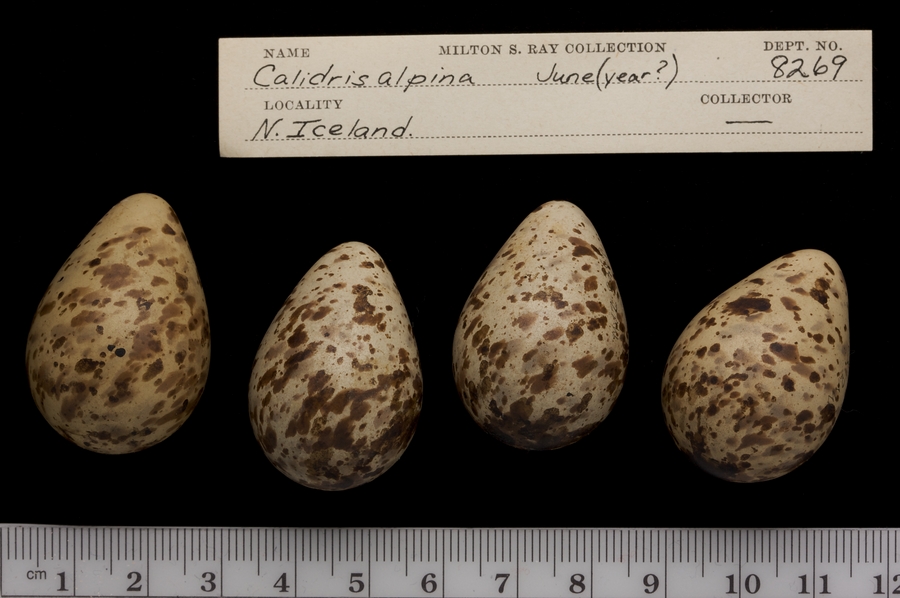 NAME MILTON S. RAY COLLECTION DEPT. NO.
Calidris alpina June (year?) 8269
LOCALITY COLLECTOR
N. Iceland. —
cm 1 2 3 4 5 6 7 8 9 10 11 12